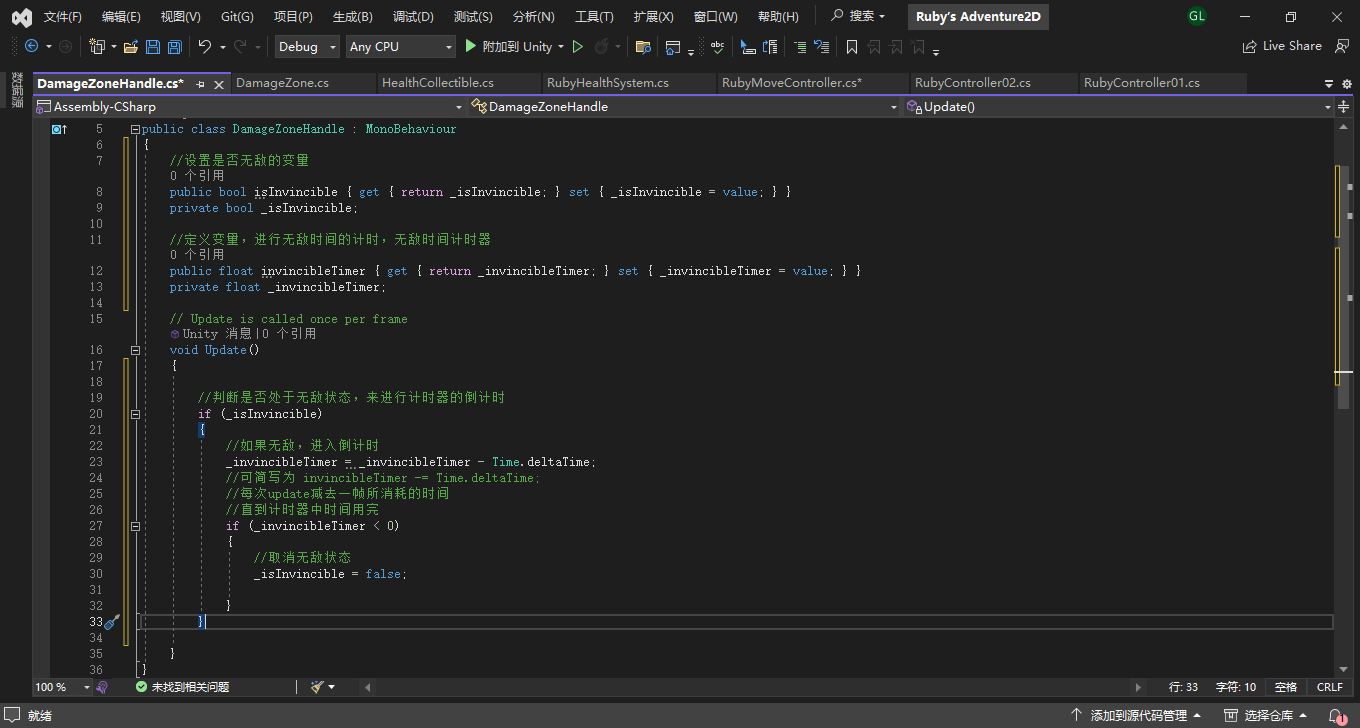 文件(F) 编辑(E) 视图(V) Git(G) 项目(P) 生成(B) 调试(D) 测试(S) 分析(N) 工具(T) 扩展(X) 窗口(W) 帮助(H) 搜索 Ruby's Adventure2D GL
Debug Any CPU 附加到 Unity Live Share
数据源
DamageZoneHandle.cs* DamageZone.cs HealthCollectible.cs RubyHealthSystem.cs RubyMoveController.cs* RubyController02.cs RubyController01.cs
Assembly-CSharp DamageZoneHandle Update()
5 public class DamageZoneHandle : MonoBehaviour
6 {
7 //设置是否无敌的变量
0 个引用
8 public bool isInvincible { get { return _isInvincible; } set { _isInvincible = value; } }
9 private bool _isInvincible;
10
11 //定义变量，进行无敌时间的计时，无敌时间计时器
0 个引用
12 public float invincibleTimer { get { return _invincibleTimer; } set { _invincibleTimer = value; } }
13 private float _invincibleTimer;
14
15 // Update is called once per frame
Unity 消息|0 个引用
16 void Update()
17 {
18
19 //判断是否处于无敌状态，来进行计时器的倒计时
20 if (_isInvincible)
21 {
22 //如果无敌，进入倒计时
23 _invincibleTimer = _invincibleTimer - Time.deltaTime;
24 //可简写为 invincibleTimer -= Time.deltaTime;
25 //每次update减去一帧所消耗的时间
26 //直到计时器中时间用完
27 if (_invincibleTimer < 0)
28 {
29 //取消无敌状态
30 _isInvincible = false;
31
32 }
33 }
34
35 }
36 }
100 % 未找到相关问题 行: 33 字符: 10 空格 CRLF
就绪 添加到源代码管理 选择仓库 1